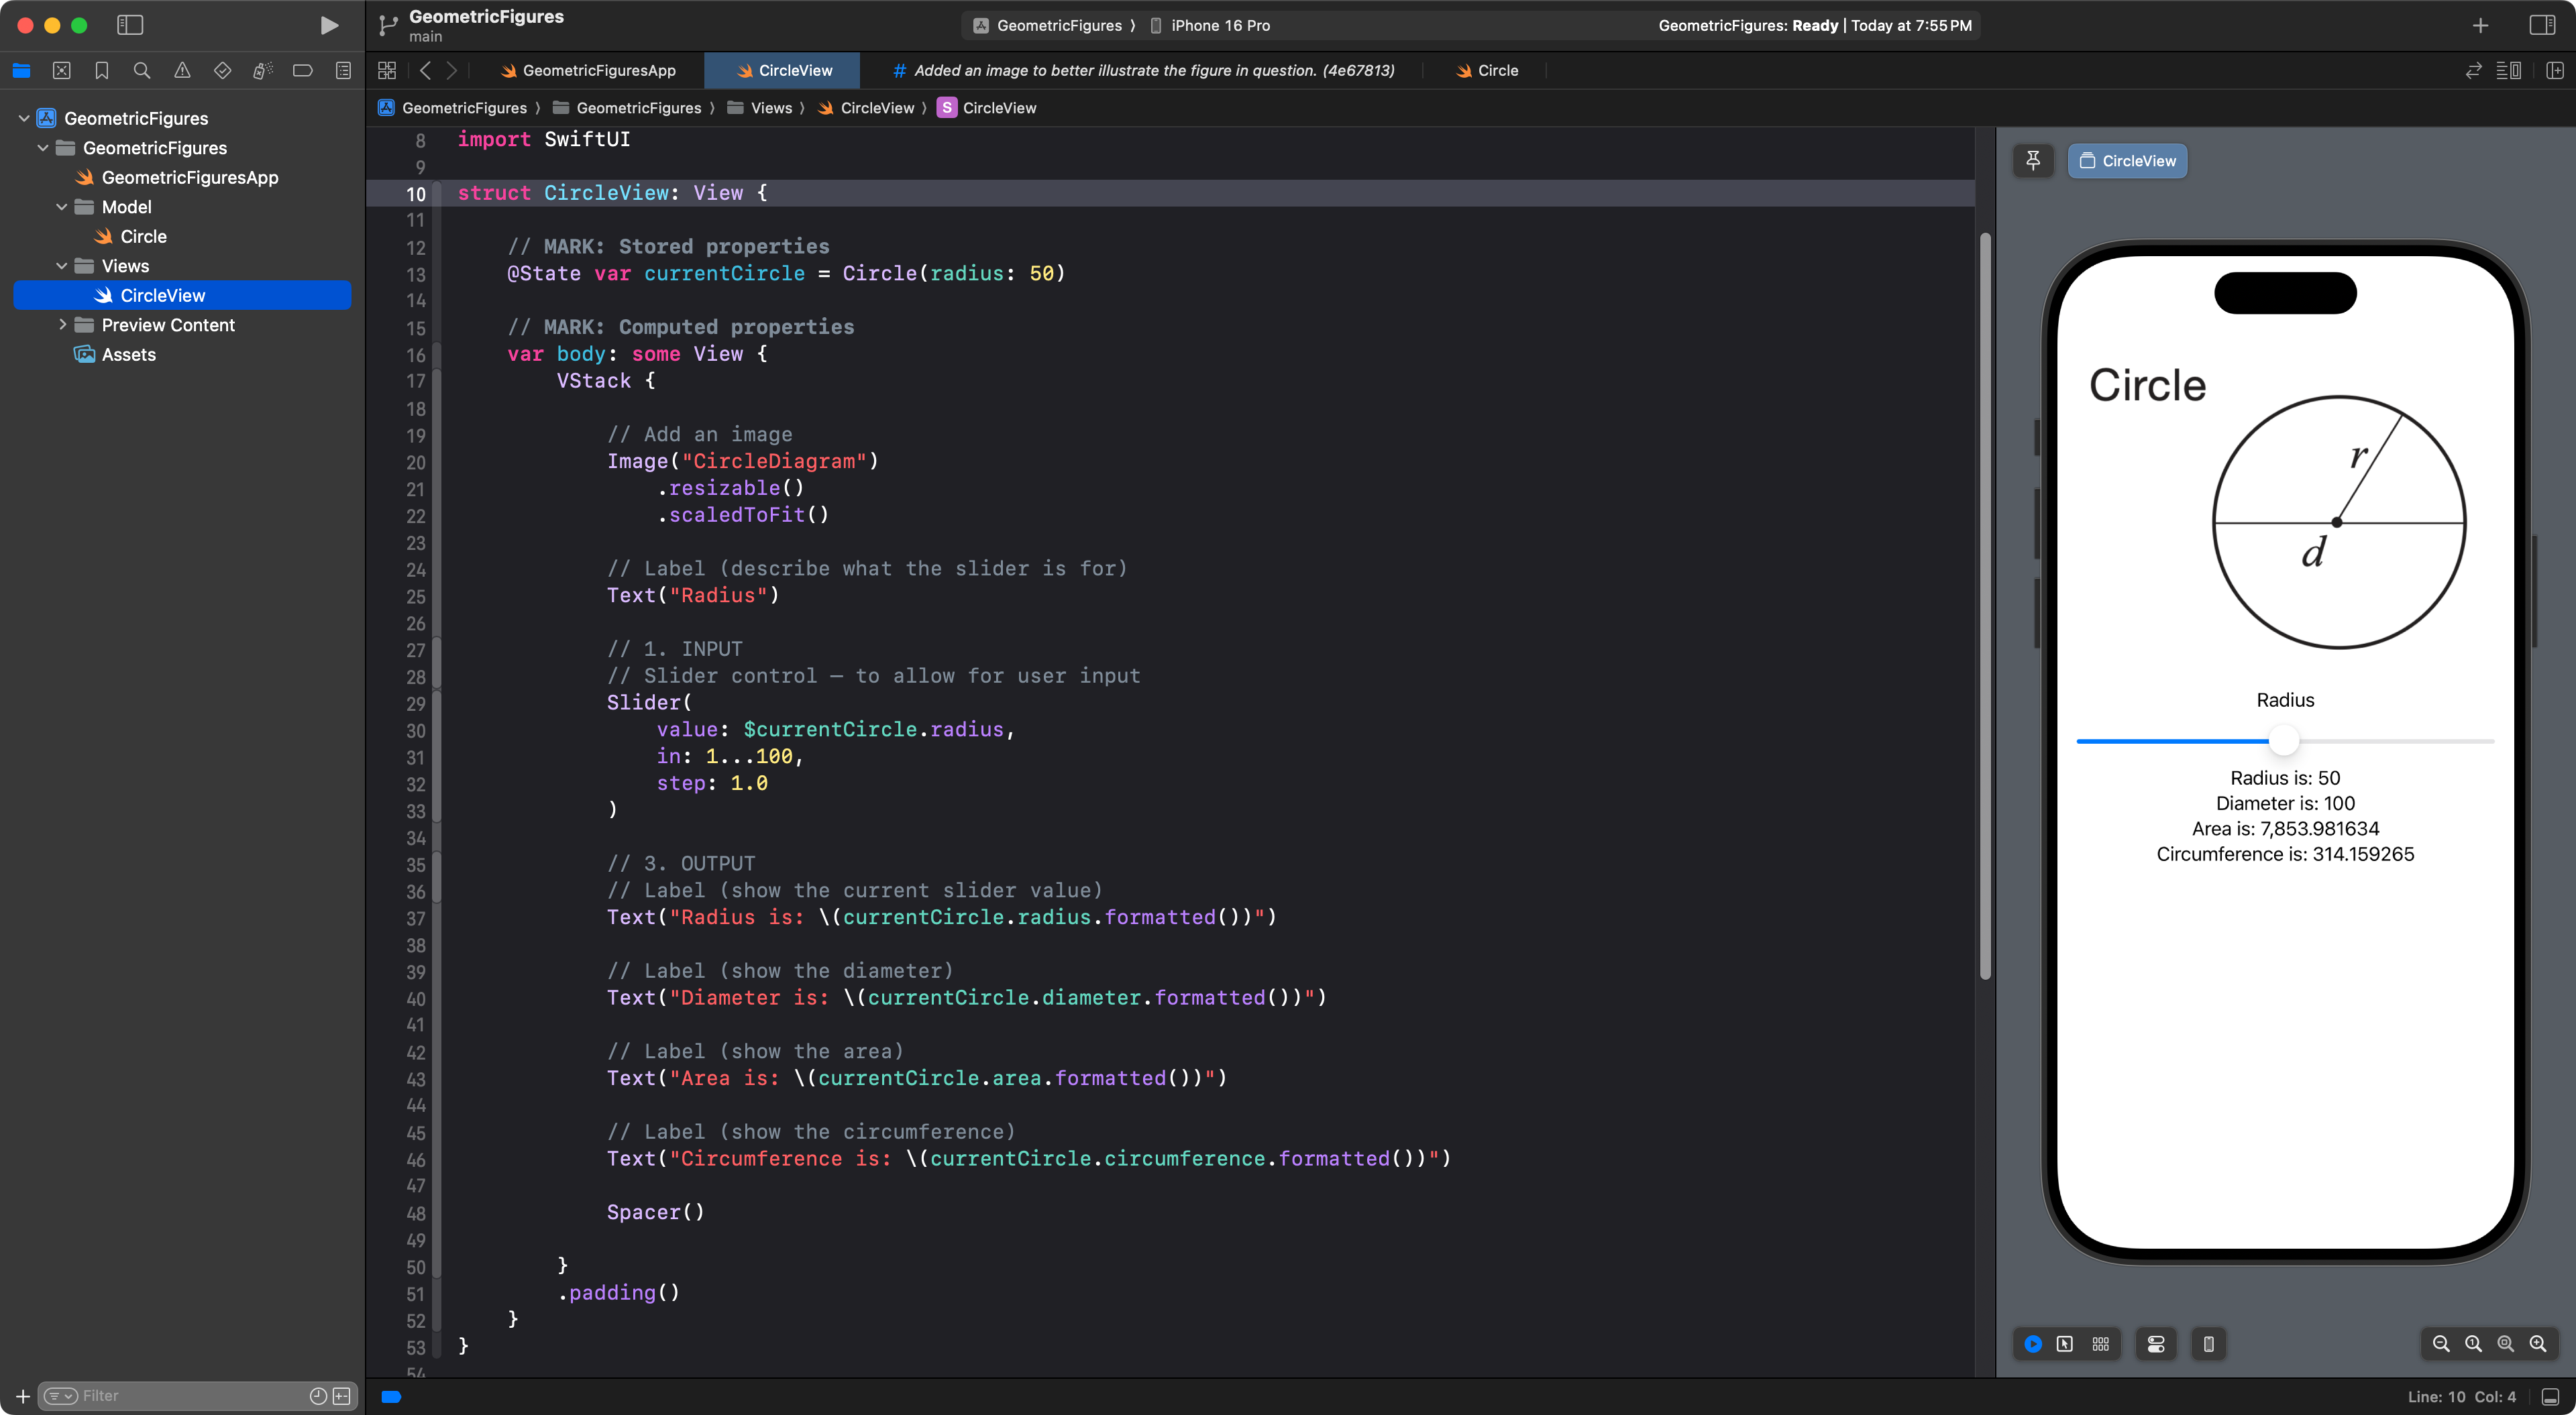 GeometricFigures
main
GeometricFigures 〉 iPhone 16 Pro
GeometricFigures: Ready | Today at 7:55 PM
GeometricFiguresApp
CircleView
# Added an image to better illustrate the figure in question. (4e67813)
Circle
GeometricFigures 〉 GeometricFigures 〉 Views 〉 CircleView 〉 S CircleView
GeometricFigures
GeometricFigures
GeometricFiguresApp
Model
Circle
Views
CircleView
Preview Content
Assets
Filter
8 import SwiftUI
9
10 struct CircleView: View {
11
12     // MARK: Stored properties
13     @State var currentCircle = Circle(radius: 50)
14
15     // MARK: Computed properties
16     var body: some View {
17         VStack {
18
19             // Add an image
20             Image("CircleDiagram")
21                 .resizable()
22                 .scaledToFit()
23
24             // Label (describe what the slider is for)
25             Text("Radius")
26
27             // 1. INPUT
28             // Slider control – to allow for user input
29             Slider(
30                 value: $currentCircle.radius,
31                 in: 1...100,
32                 step: 1.0
33             )
34
35             // 3. OUTPUT
36             // Label (show the current slider value)
37             Text("Radius is: \(currentCircle.radius.formatted())")
38
39             // Label (show the diameter)
40             Text("Diameter is: \(currentCircle.diameter.formatted())")
41
42             // Label (show the area)
43             Text("Area is: \(currentCircle.area.formatted())")
44
45             // Label (show the circumference)
46             Text("Circumference is: \(currentCircle.circumference.formatted())")
47
48             Spacer()
49
50         }
51         .padding()
52     }
53 }
54
CircleView
Circle
r
d
Radius
Radius is: 50
Diameter is: 100
Area is: 7,853.981634
Circumference is: 314.159265
Line: 10 Col: 4